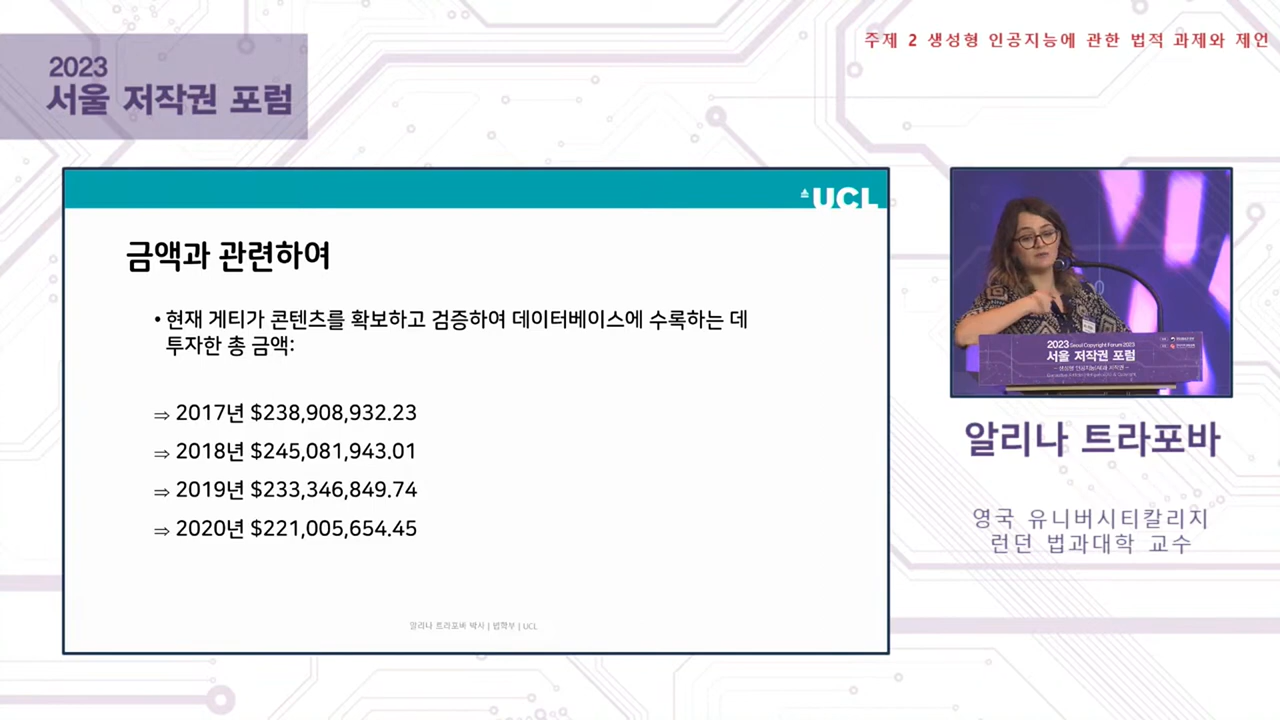 주제 2 생성형 인공지능에 관한 법적 과제와 제언
2023
서울 저작권 포럼
UCL
금액과 관련하여
• 현재 게티가 콘텐츠를 확보하고 검증하여 데이터베이스에 수록하는 데
투자한 총 금액:
⇒ 2017년 $238,908,932.23
⇒ 2018년 $245,081,943.01
⇒ 2019년 $233,346,849.74
⇒ 2020년 $221,005,654.45
알리나 트라포바 박사 | 법학부 | UCL
2023 Seoul Copyright Forum 2023
서울 저작권 포럼
알리나 트라포바
영국 유니버시티칼리지
런던 법과대학 교수